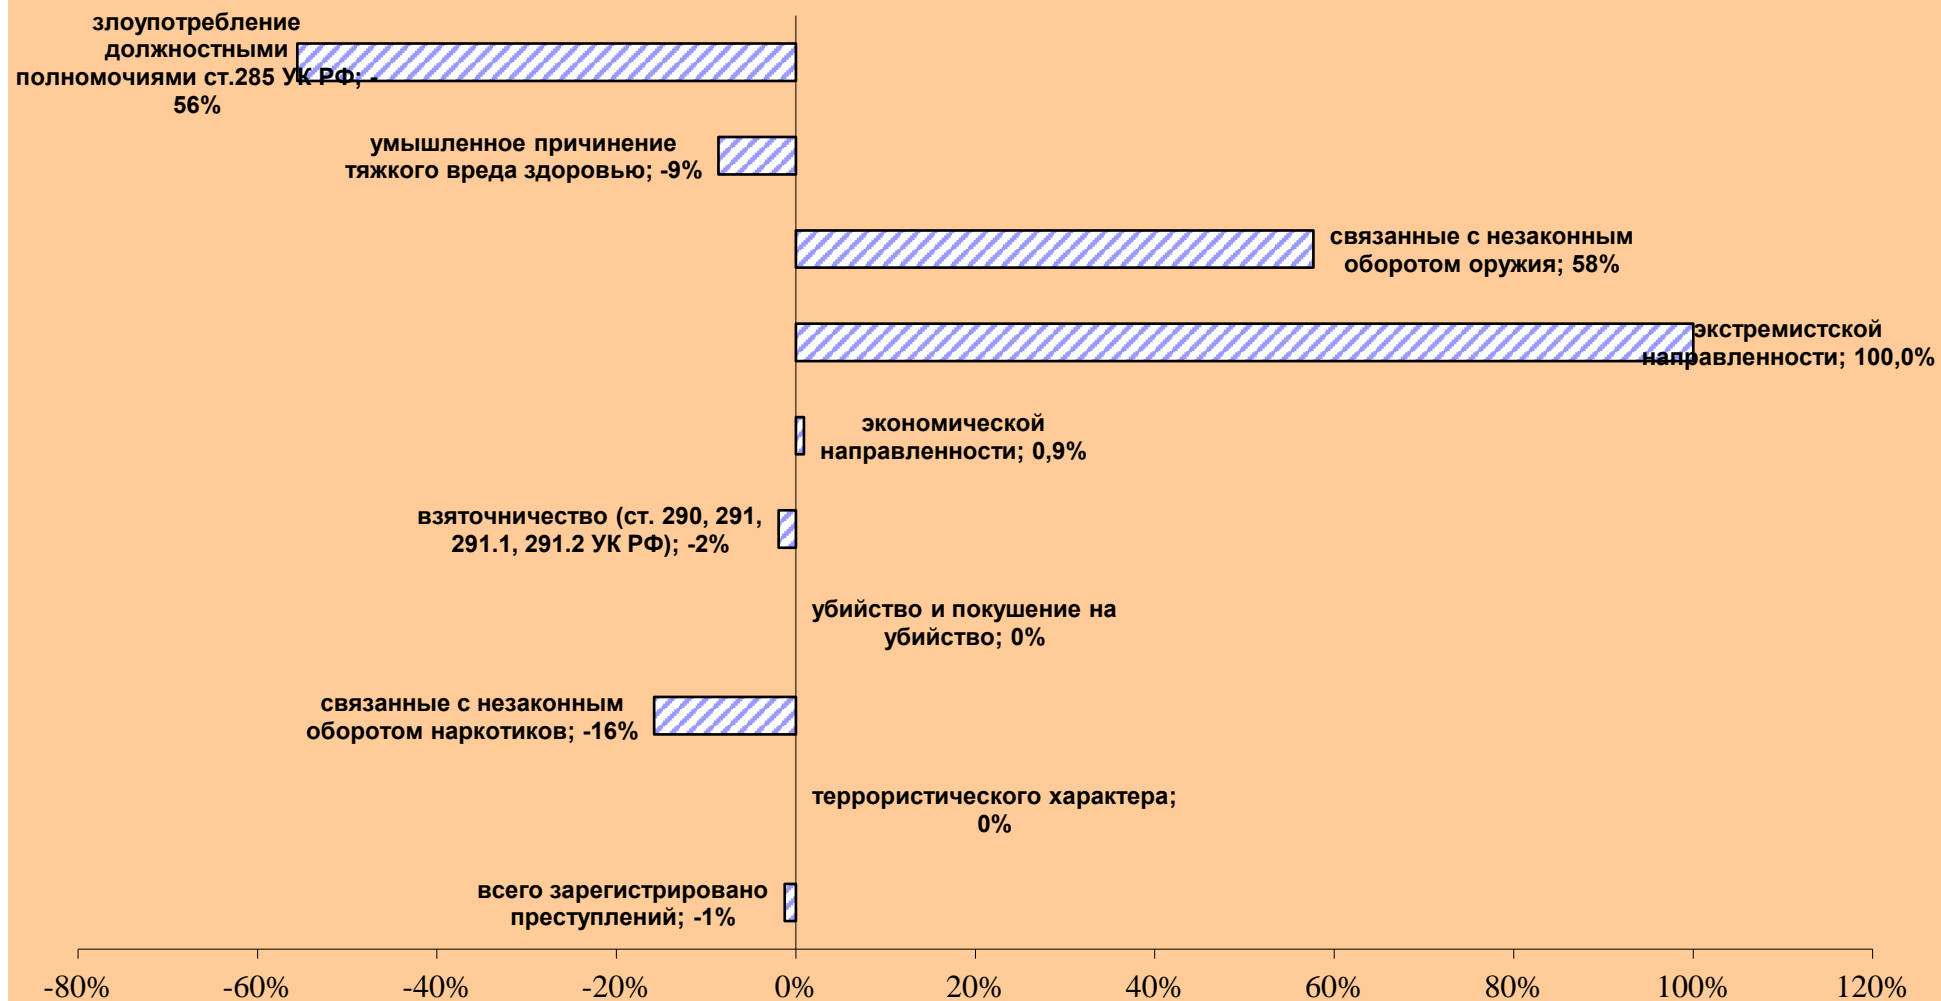 злоупотребление
должностными
полномочиями ст.285 УК РФ; -
56%
умышленное причинение
тяжкого вреда здоровью; -9%
связанные с незаконным
оборотом оружия; 58%
экстремистской
направленности; 100,0%
экономической
направленности; 0,9%
взяточничество (ст. 290, 291,
291.1, 291.2 УК РФ); -2%
убийство и покушение на
убийство; 0%
связанные с незаконным
оборотом наркотиков; -16%
террористического характера;
0%
всего зарегистрировано
преступлений; -1%
-80% -60% -40% -20% 0% 20% 40% 60% 80% 100% 120%